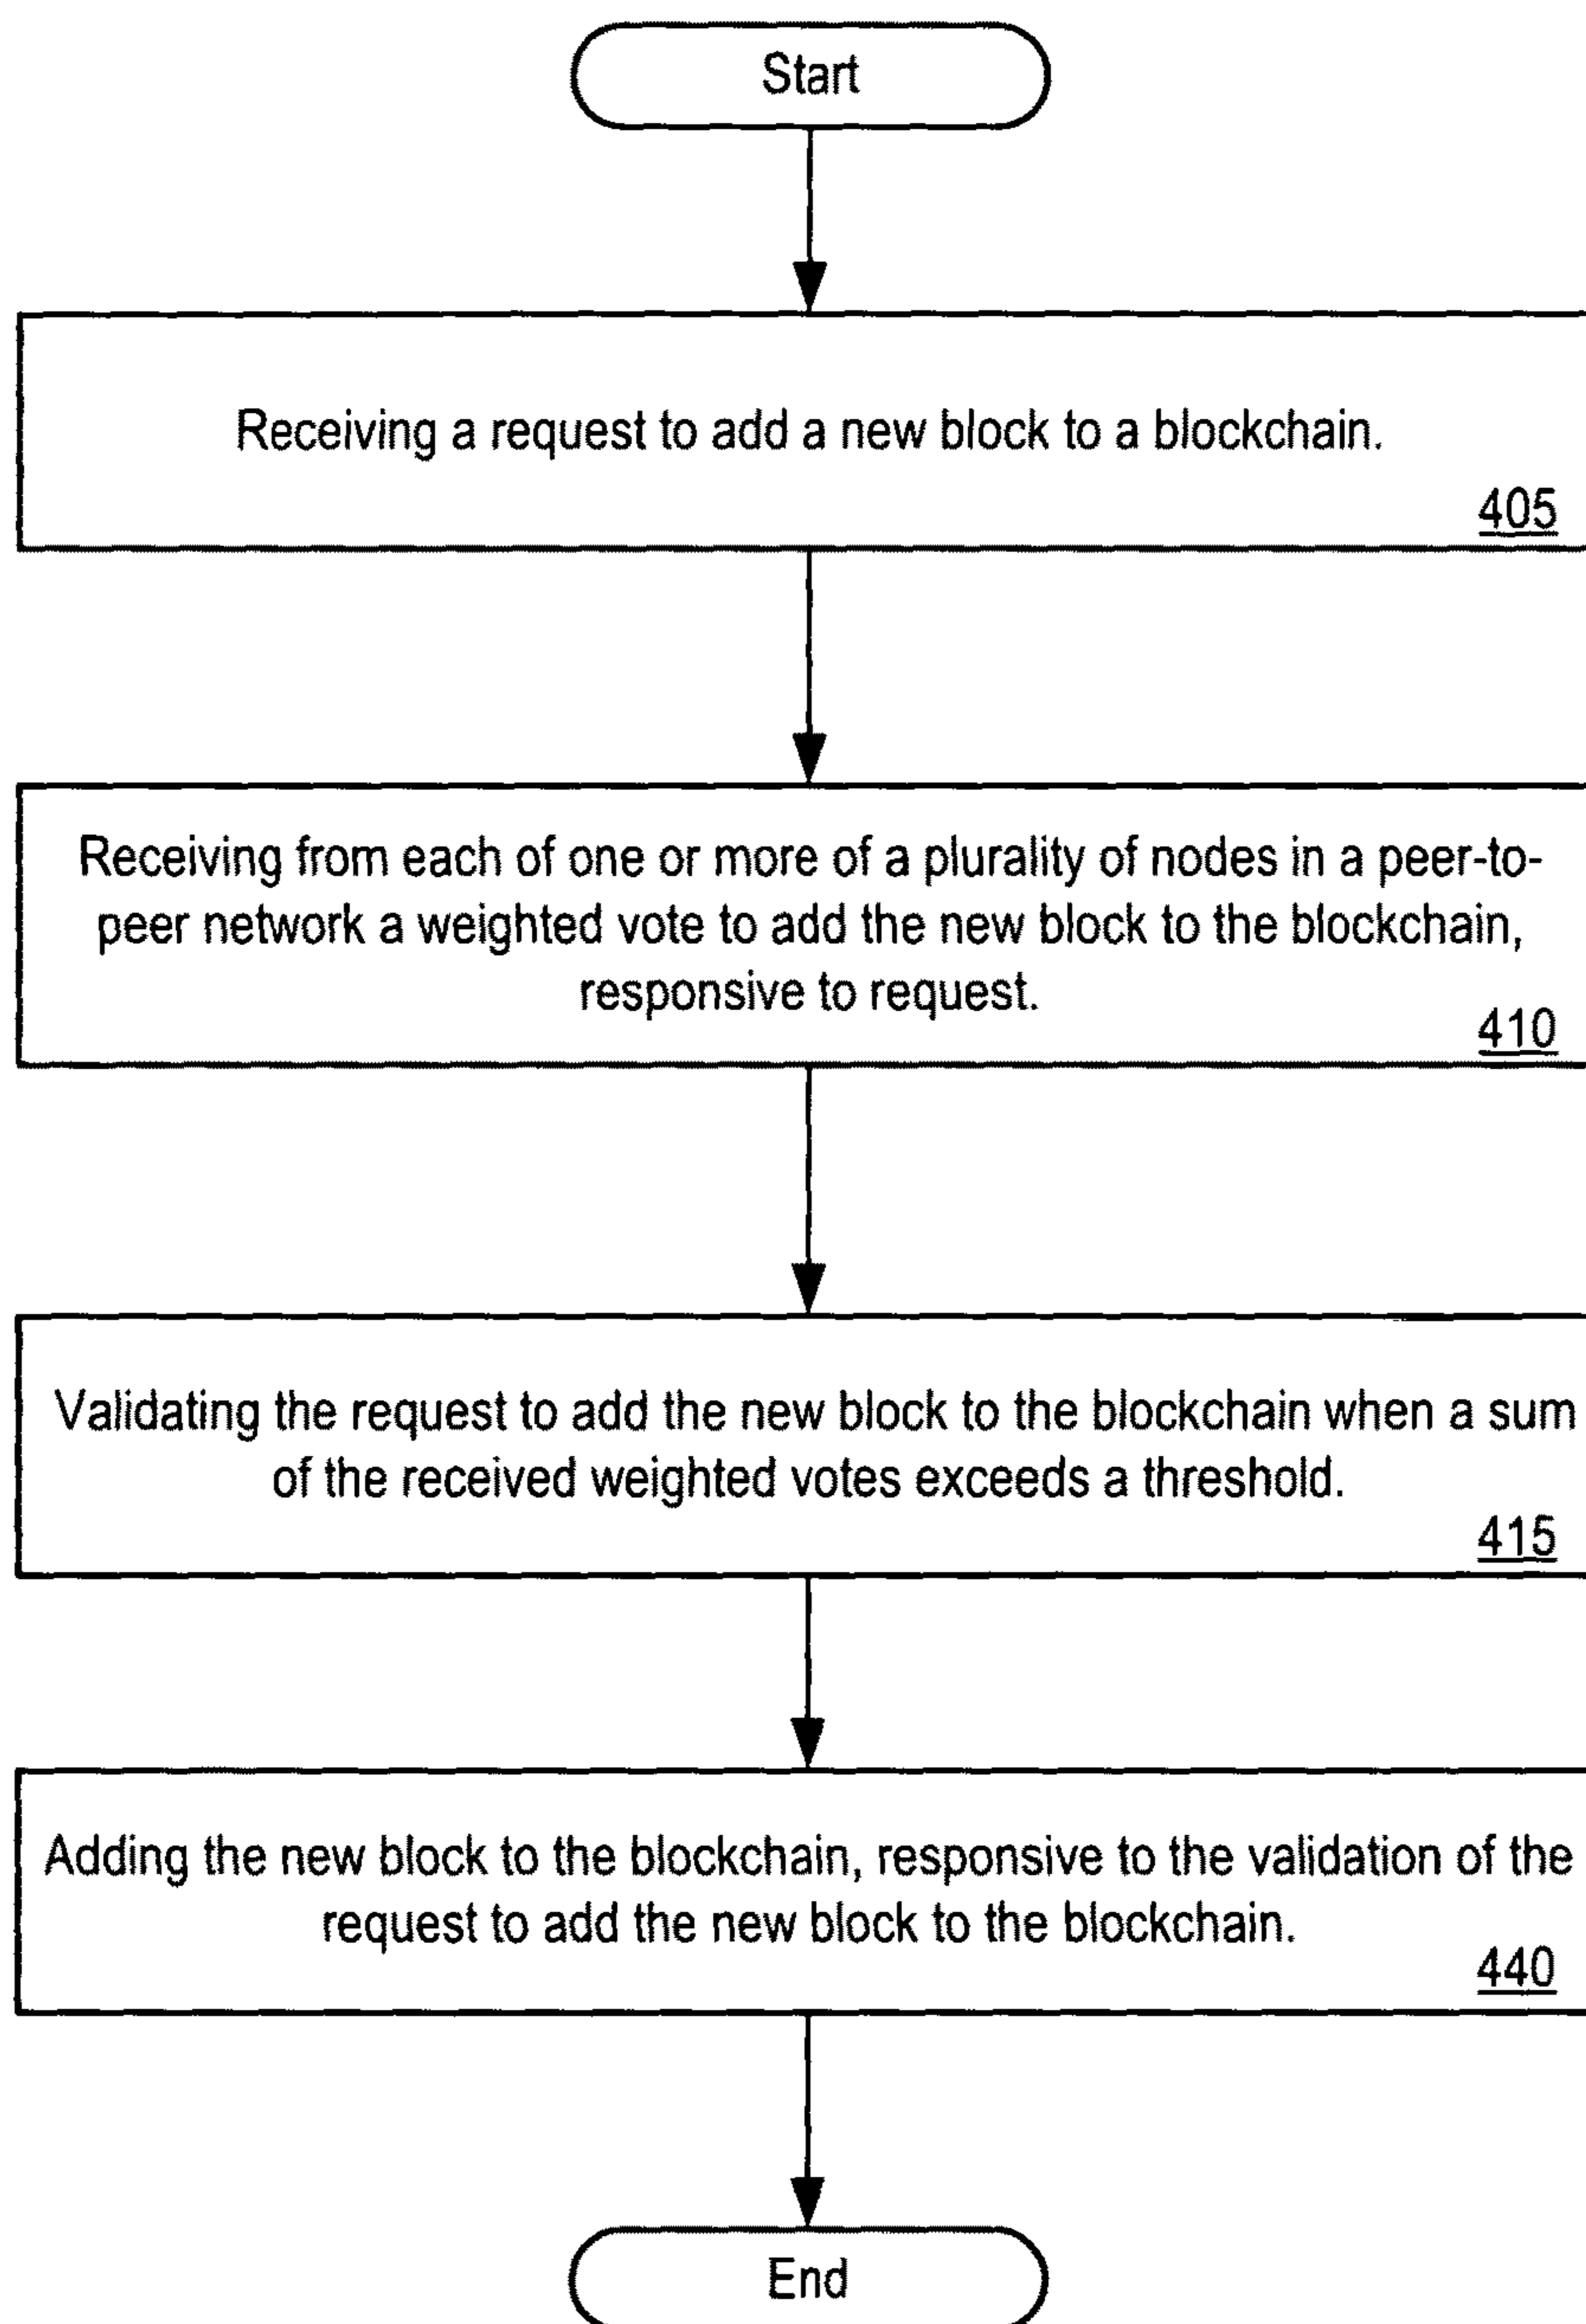 Start
Receiving a request to add a new block to a blockchain.
405
Receiving from each of one or more of a plurality of nodes in a peer-to-
peer network a weighted vote to add the new block to the blockchain,
responsive to request.
410
Validating the request to add the new block to the blockchain when a sum
of the received weighted votes exceeds a threshold.
415
Adding the new block to the blockchain, responsive to the validation of the
request to add the new block to the blockchain.
440
End